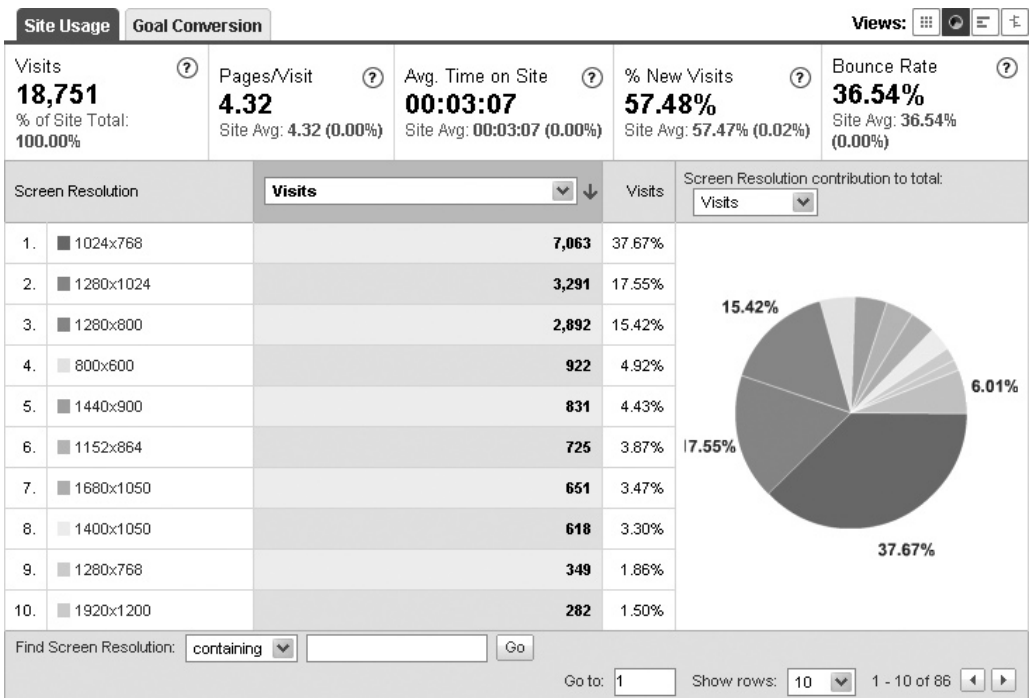 Site Usage Goal Conversion Views:
Visits ?
18,751
% of Site Total:
100.00%
Pages/Visit ?
4.32
Site Avg: 4.32 (0.00%)
Avg. Time on Site ?
00:03:07
Site Avg: 00:03:07 (0.00%)
% New Visits ?
57.48%
Site Avg: 57.47% (0.02%)
Bounce Rate ?
36.54%
Site Avg: 36.54%
(0.00%)
Screen Resolution Visits Visits
Screen Resolution contribution to total:
Visits
1. 1024x768 7,063 37.67%
2. 1280x1024 3,291 17.55%
3. 1280x800 2,892 15.42%
4. 800x600 922 4.92%
5. 1440x900 831 4.43%
6. 1152x864 725 3.87%
7. 1680x1050 651 3.47%
8. 1400x1050 618 3.30%
9. 1280x768 349 1.86%
10. 1920x1200 282 1.50%
15.42%
6.01%
17.55%
37.67%
Find Screen Resolution: containing Go
Go to: 1 Show rows: 10 1 - 10 of 86